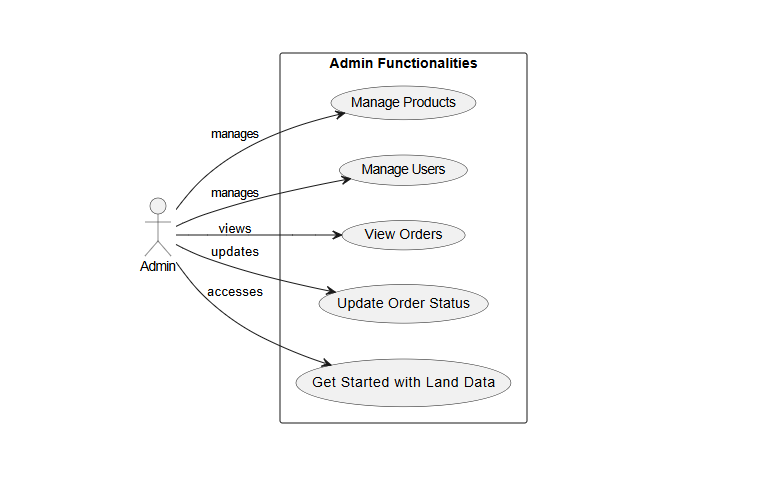 Admin Functionalities
Manage Products
manages
Manage Users
manages
views
View Orders
updates
Admin
accesses
Update Order Status
Get Started with Land Data